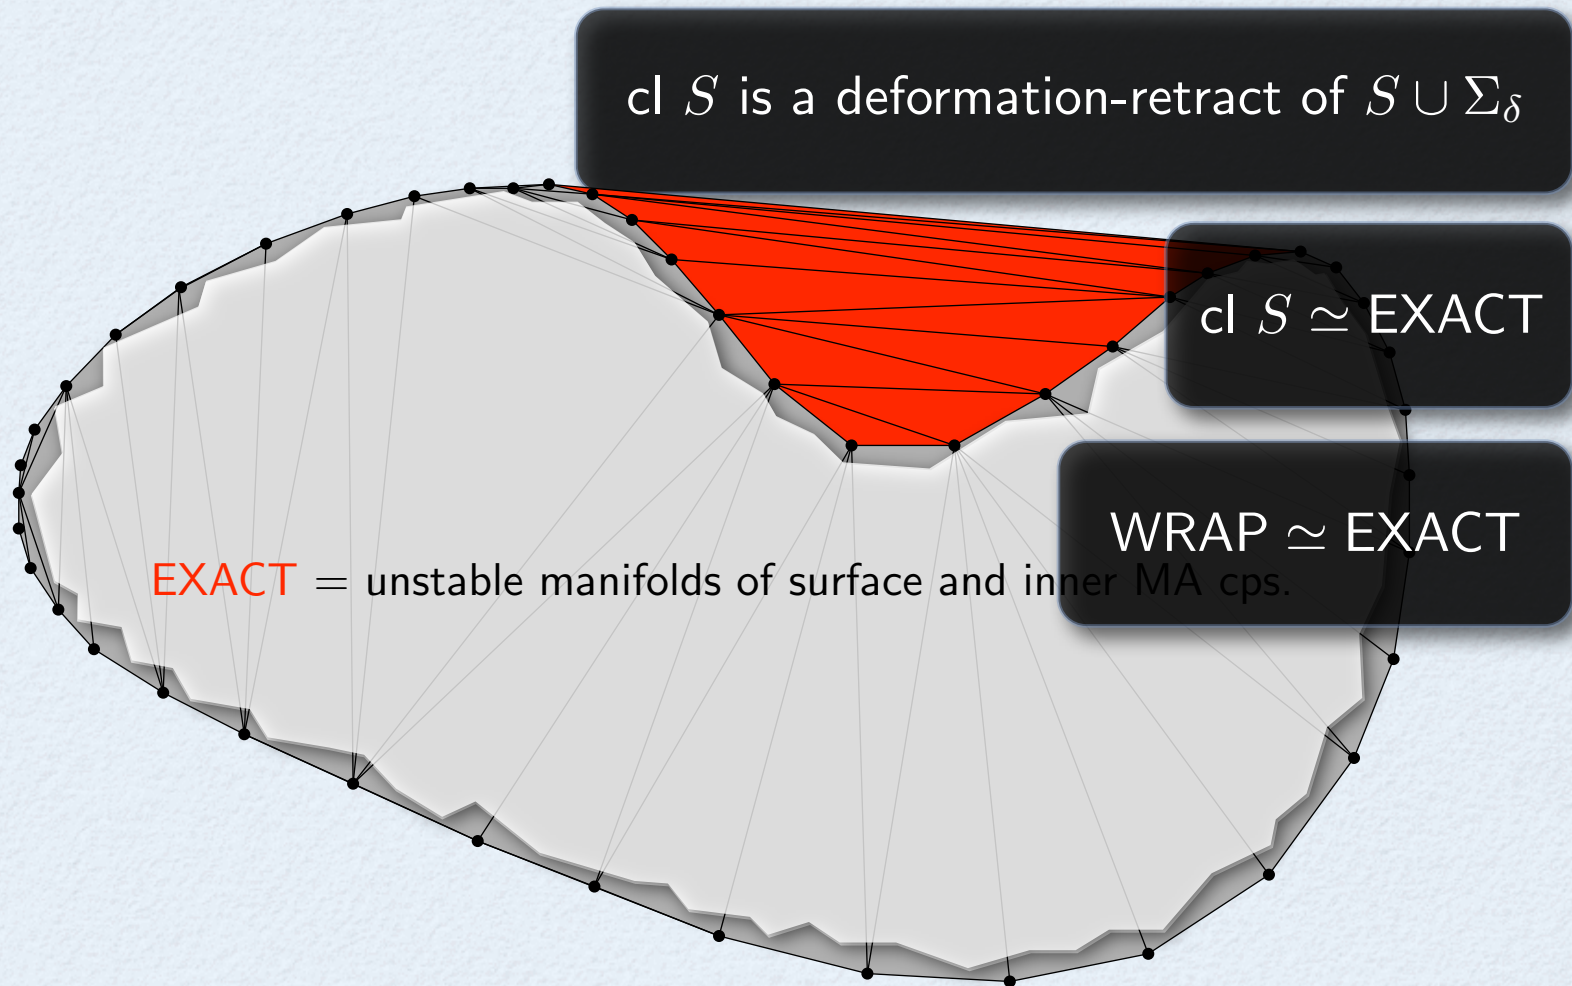 cl S is a deformation-retract of S ∪ Σ_δ
cl S ≃ EXACT
WRAP ≃ EXACT
EXACT = unstable manifolds of surface and inner MA cps.